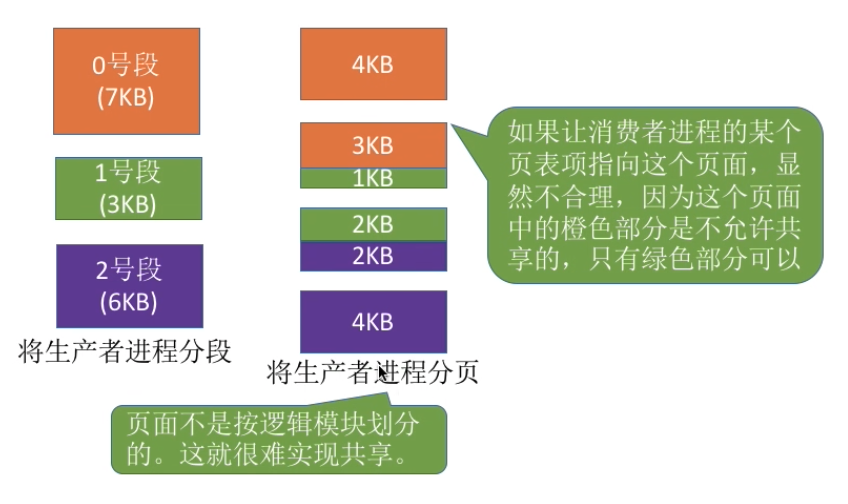 0号段
(7KB)
1号段
(3KB)
2号段
(6KB)
将生产者进程分段
4KB
3KB
1KB
2KB
2KB
4KB
将生产者进程分页
如果让消费者进程的某个
页表项指向这个页面，显
然不合理，因为这个页面
中的橙色部分是不允许共
享的，只有绿色部分可以
页面不是按逻辑模块划分
的。这就很难实现共享。